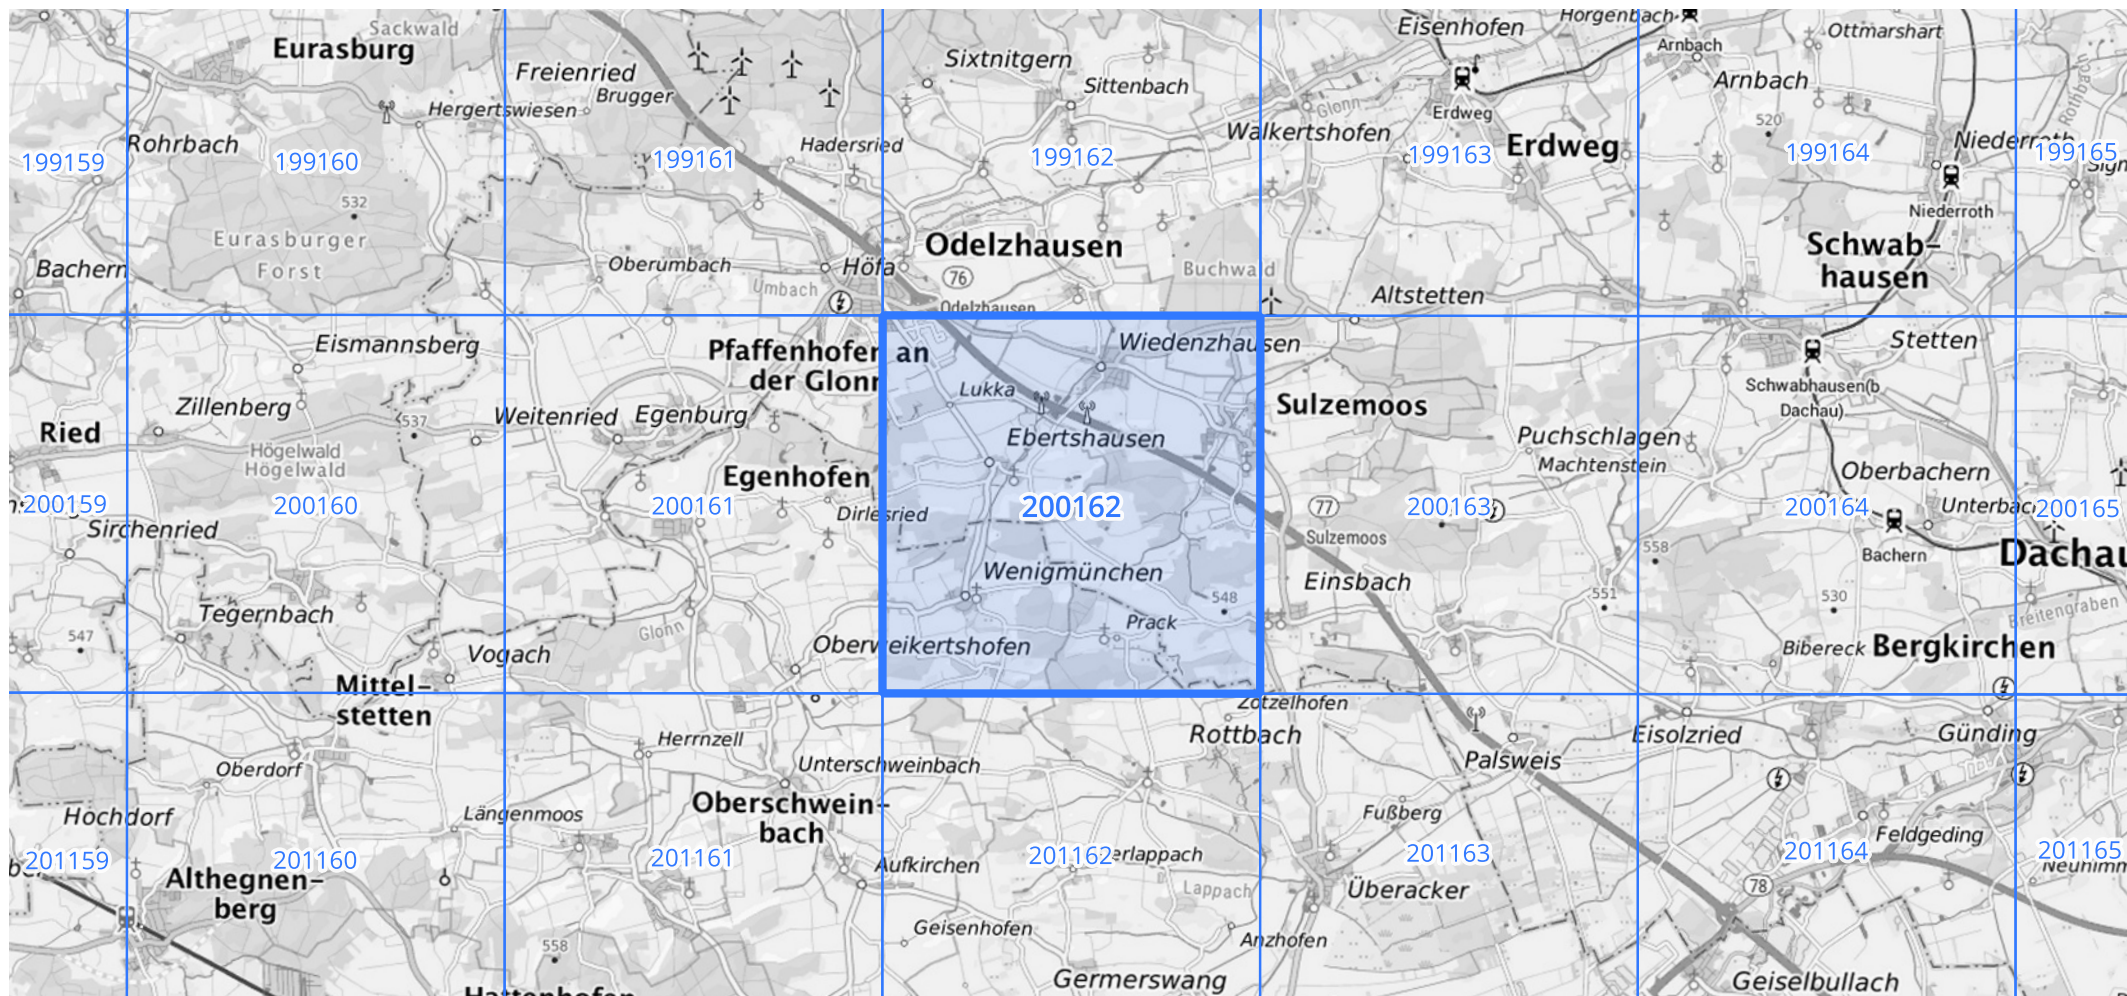 Sackwald
Eurasburg
Freienried
Brugger
Hergertswiesen
Rohrbach
Hadersried
Sixtnitgern
Sittenbach
Eisenhofen
Horgenbach
Arnbach
Arnbach
Ottmarshart
Rothbach
Glonn
Erdweg
Walkertshofen
Erdweg
520
Niederroth
199159
199160
199161
199162
199163
199164
199165
532
Eurasburger
Forst
Bachern
Oberumbach
Umbach
Höfa
Odelzhausen
76
Odelzhausen
Buchwald
Altstetten
Niederroth
Schwab-
hausen
Eismannsberg
Pfaffenhofen an
der Glonn
Wiedenzhausen
Stetten
Schwabhausen(b
Dachau)
Zillenberg
Ried
537
Weitenried
Egenburg
Lukka
Sulzemoos
Högelwald
Högelwald
Ebertshausen
Puchschlagen
Machtenstein
Egenhofen
Oberbachern
200159
200160
200161
200162
200163
200164
200165
Sirchenried
Dirlesried
77
Sulzemoos
558
Bachern
Dachau
Wenigmünchen
Einsbach
548
551
530
Breitengraben
Tegernbach
547
Glonn
Vogach
Prack
Oberweikertshofen
Bibereck
Bergkirchen
Mittel-
stetten
Zötzelhofen
Herrnzell
Rottbach
Eisolzried
Günding
Oberdorf
Unterschweinbach
Palsweis
Hochdorf
Längenmoos
Oberschwein-
bach
Fußberg
Feldgeding
201159
201160
201161
201162
201163
201164
201165
erlappach
Althegnen-
berg
Aufkirchen
Lappach
Überacker
78
558
Geisenhofen
Anzhofen
Germerswang
Geiselbullach
Hattenhofen